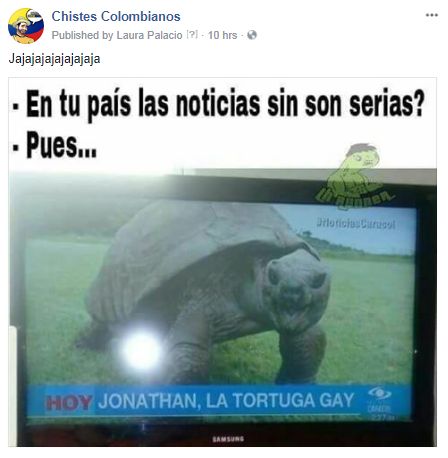 Chistes Colombianos
Published by Laura Palacio [?] · 10 hrs ·
Jajajajajajajajaja
- En tu país las noticias sin son serias?
- Pues...
#NoticiasCaracol
HOY JONATHAN, LA TORTUGA GAY
CARACOL
SAMSUNG